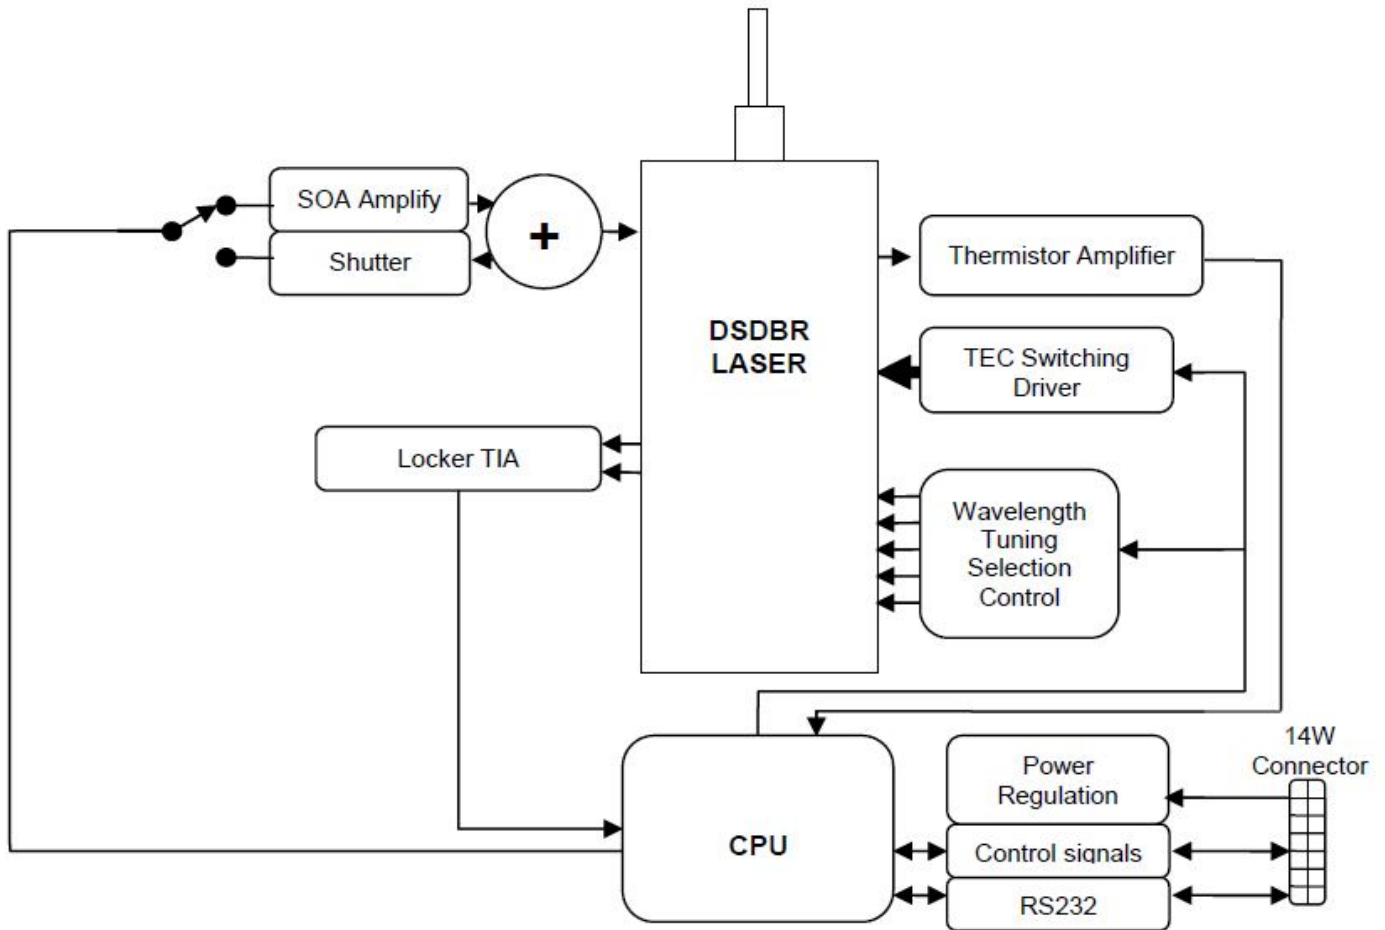 SOA Amplify
+
Shutter
Thermistor Amplifier
DSDBR
LASER
TEC Switching
Driver
Locker TIA
Wavelength
Tuning
Selection
Control
14W
Connector
Power
Regulation
CPU
Control signals
RS232